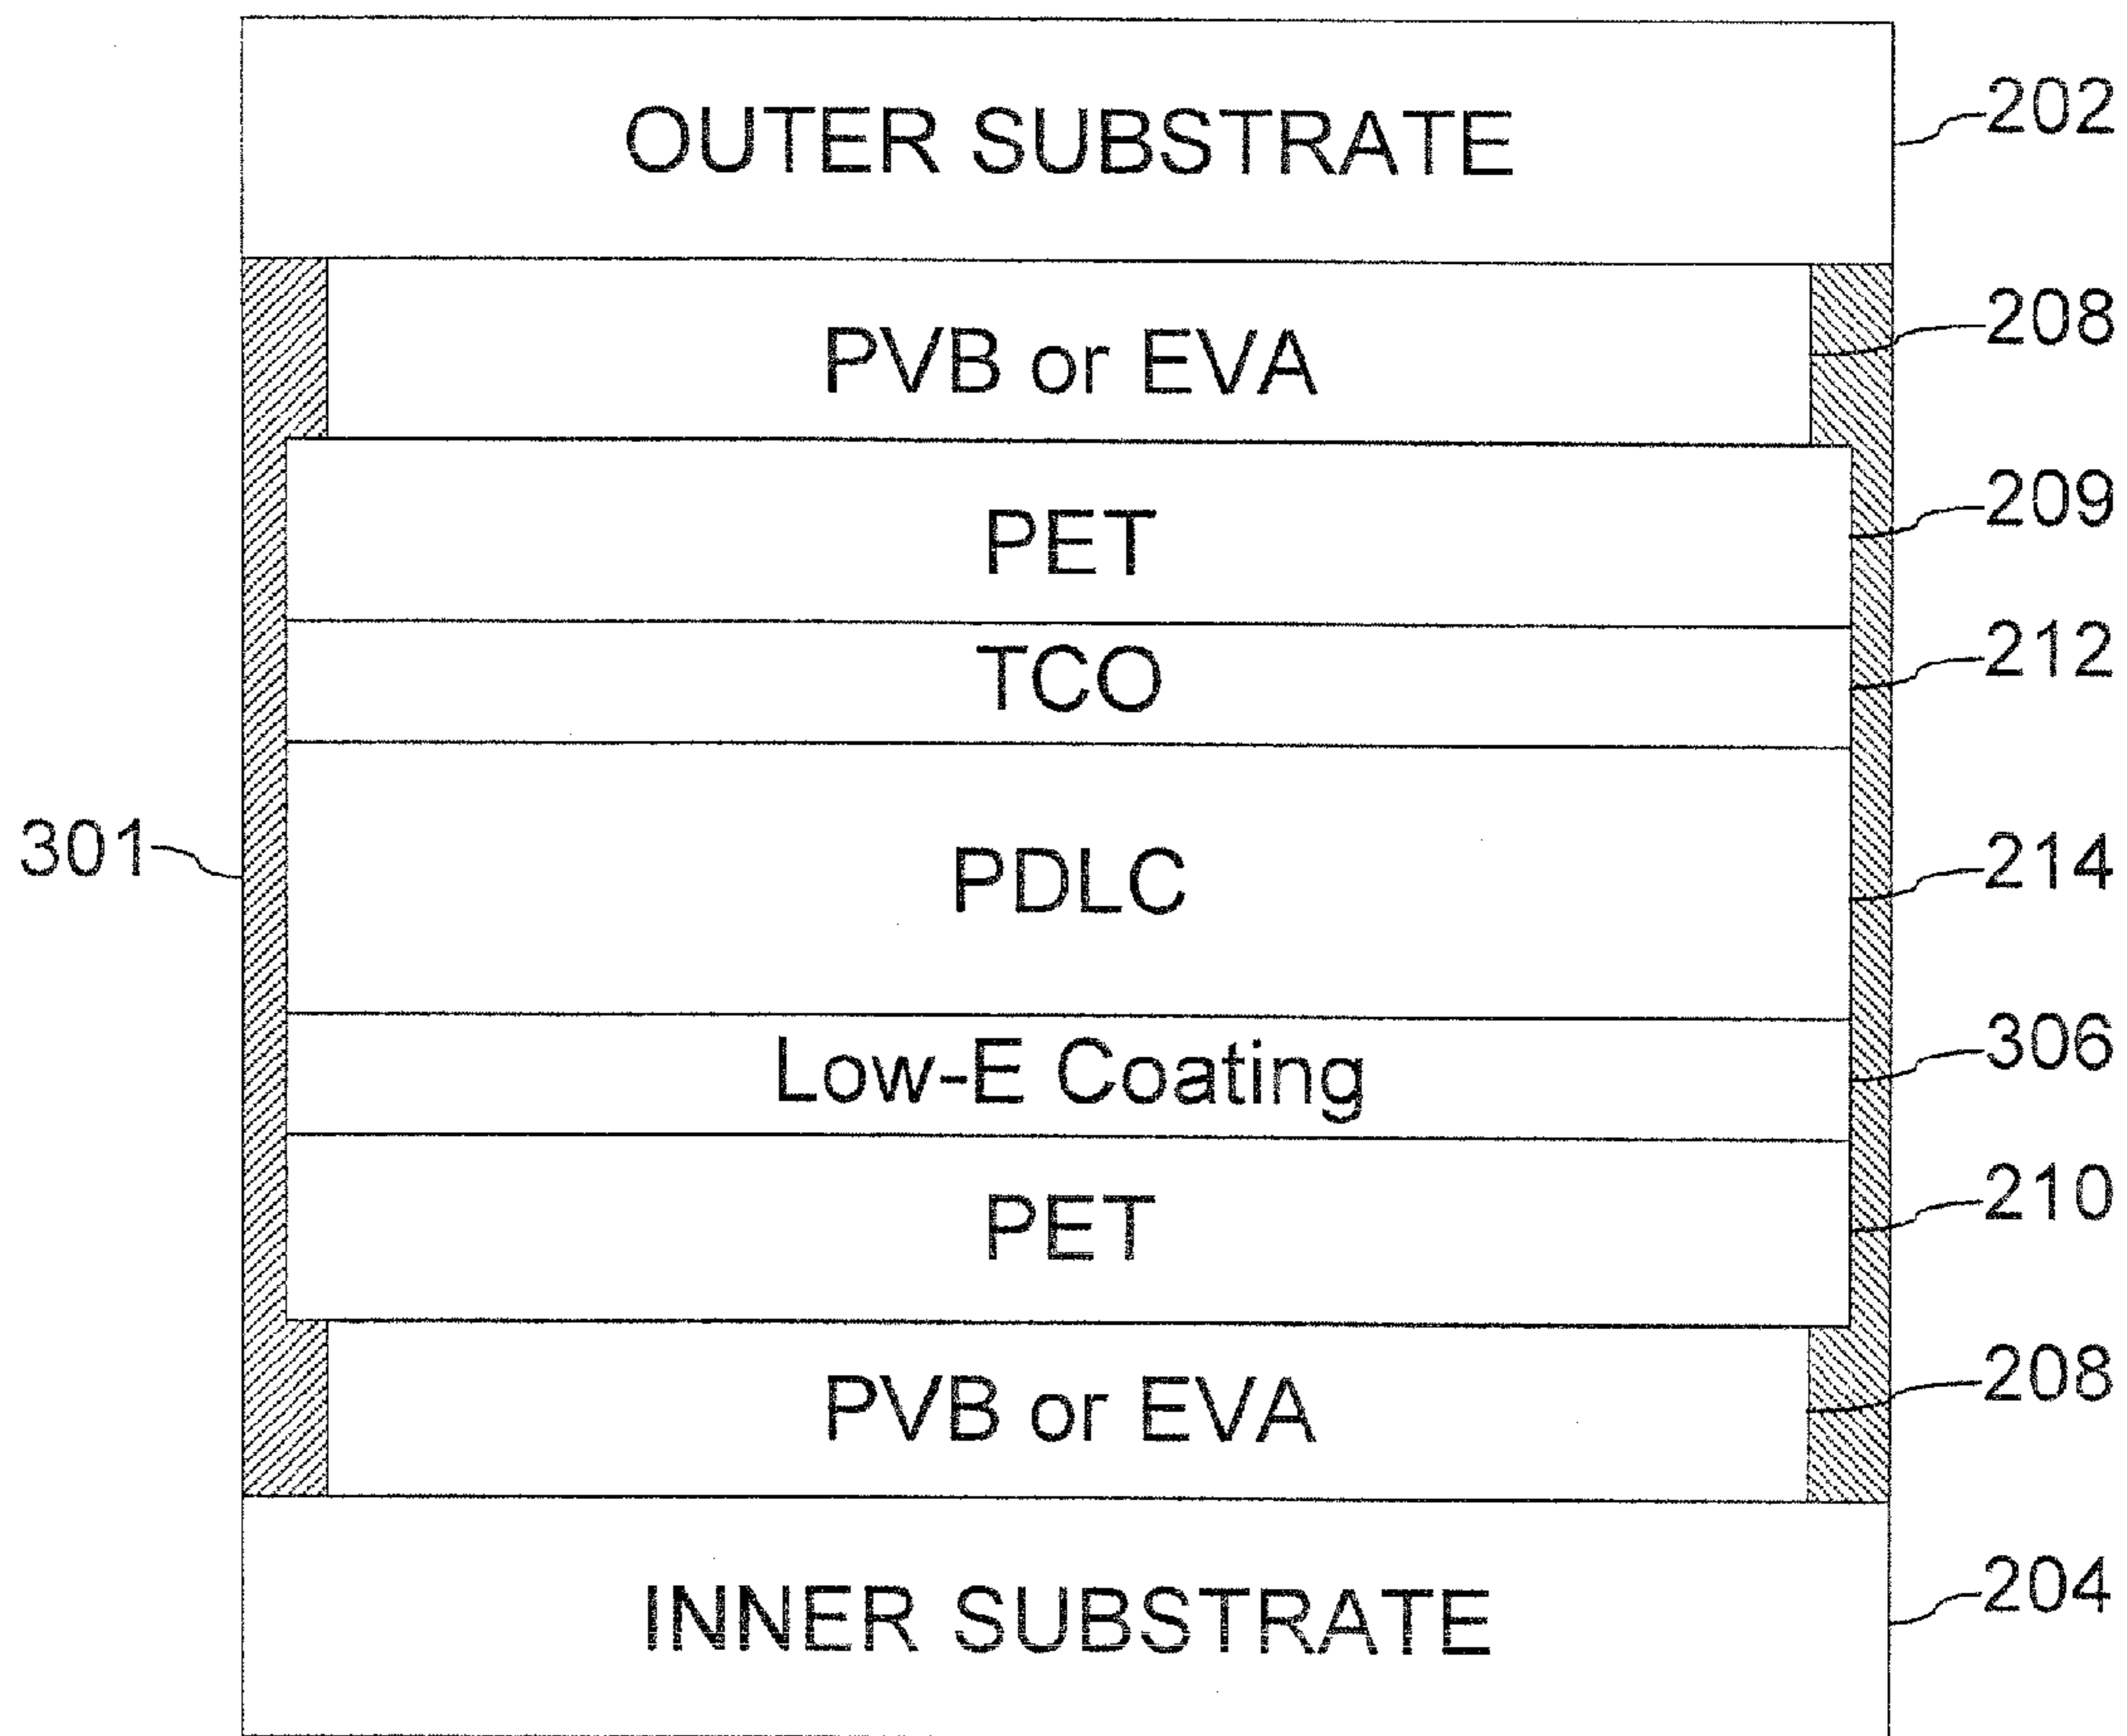 OUTER SUBSTRATE
202
PVB or EVA
208
PET
209
TCO
212
301
PDLC
214
Low-E Coating
306
PET
210
PVB or EVA
208
INNER SUBSTRATE
204